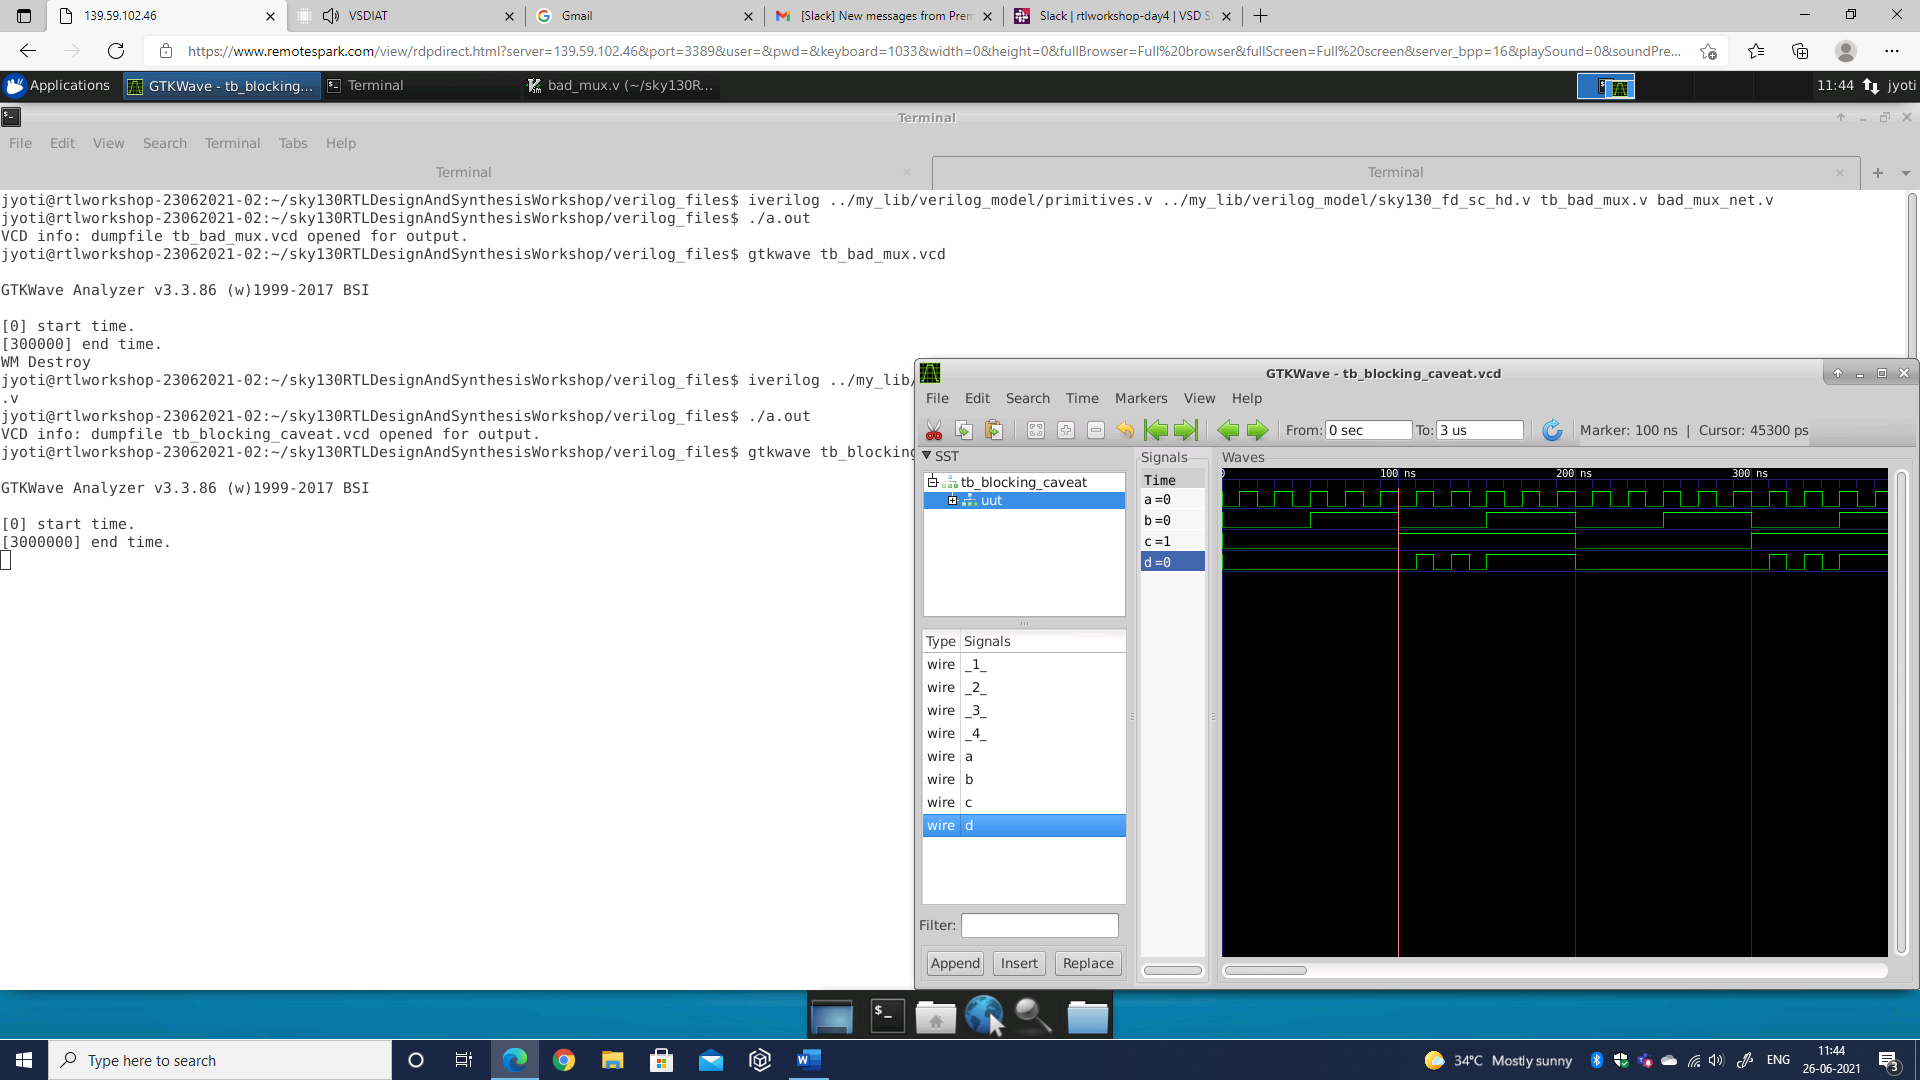 139.59.102.46
VSDIAT
Gmail
[Slack] New messages from Prem
Slack | rtlworkshop-day4 | VSD S
https://www.remotespark.com/view/rdpdirect.html?server=139.59.102.46&port=3389&user=&pwd=&keyboard=1033&width=0&height=0&fullBrowser=Full%20browser&fullScreen=Full%20screen&server_bpp=16&playSound=0&soundPre...
Applications
GTKWave - tb_blocking...
Terminal
bad_mux.v (~/sky130R...
11:44
jyoti
Terminal
File Edit View Search Terminal Tabs Help
Terminal
Terminal
jyoti@rtlworkshop-23062021-02:~/sky130RTLDesignAndSynthesisWorkshop/verilog_files$ iverilog ../my_lib/verilog_model/primitives.v ../my_lib/verilog_model/sky130_fd_sc_hd.v tb_bad_mux.v bad_mux_net.v
jyoti@rtlworkshop-23062021-02:~/sky130RTLDesignAndSynthesisWorkshop/verilog_files$ ./a.out
VCD info: dumpfile tb_bad_mux.vcd opened for output.
jyoti@rtlworkshop-23062021-02:~/sky130RTLDesignAndSynthesisWorkshop/verilog_files$ gtkwave tb_bad_mux.vcd
GTKWave Analyzer v3.3.86 (w)1999-2017 BSI
[0] start time.
[300000] end time.
WM Destroy
jyoti@rtlworkshop-23062021-02:~/sky130RTLDesignAndSynthesisWorkshop/verilog_files$ iverilog ../my_lib/
.v
jyoti@rtlworkshop-23062021-02:~/sky130RTLDesignAndSynthesisWorkshop/verilog_files$ ./a.out
VCD info: dumpfile tb_blocking_caveat.vcd opened for output.
jyoti@rtlworkshop-23062021-02:~/sky130RTLDesignAndSynthesisWorkshop/verilog_files$ gtkwave tb_blocking
GTKWave Analyzer v3.3.86 (w)1999-2017 BSI
[0] start time.
[3000000] end time.
GTKWave - tb_blocking_caveat.vcd
File Edit Search Time Markers View Help
From: 0 sec To: 3 us Marker: 100 ns | Cursor: 45300 ps
SST
tb_blocking_caveat
uut
Type Signals
wire _1_
wire _2_
wire _3_
wire _4_
wire a
wire b
wire c
wire d
Filter:
Append Insert Replace
Signals
Time
a =0
b =0
c =1
d =0
Waves
0 100 ns 200 ns 300 ns
Type here to search
34°C Mostly sunny
ENG
11:44
26-06-2021
3